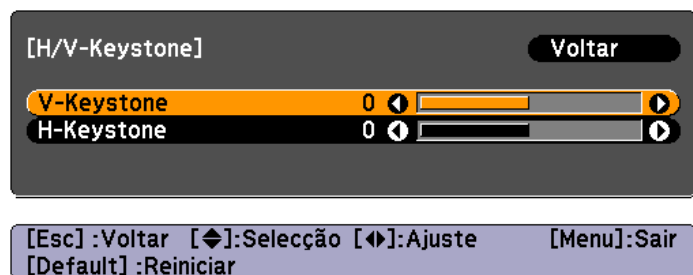 [H/V-Keystone] Voltar
V-Keystone 0
H-Keystone 0
[Esc] :Voltar [◆]:Selecção [◂▸]:Ajuste [Menu]:Sair
[Default] :Reiniciar